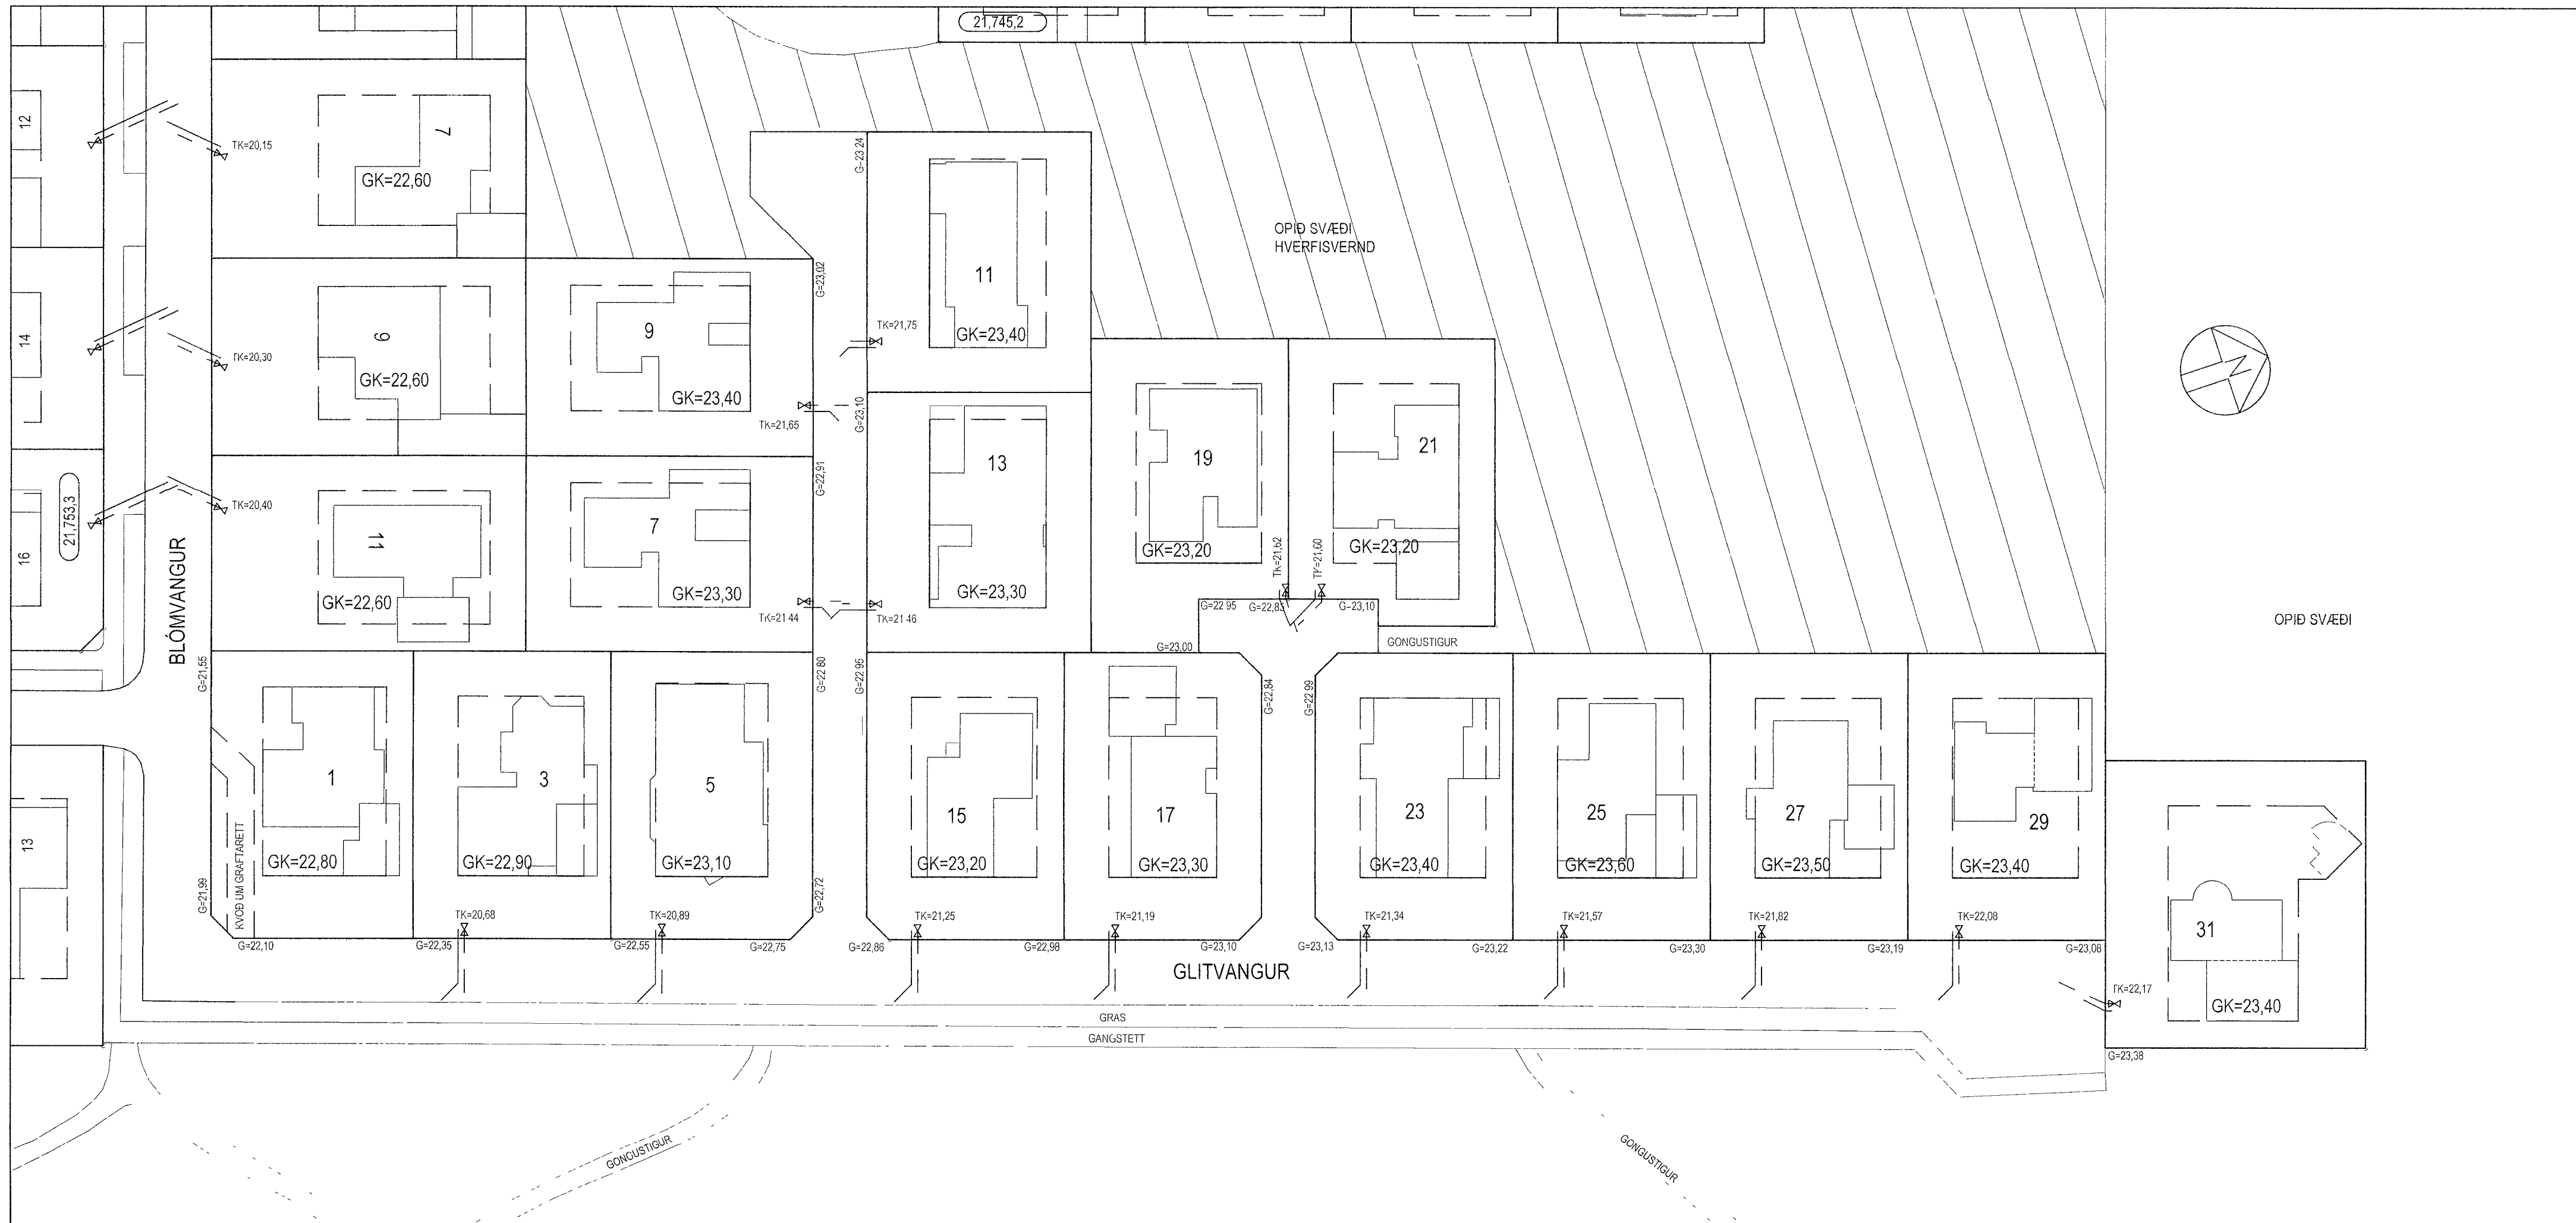 21,745,2
12
7
TK=20,15
GK=22,60
G=23 24
G=23,02
11
OPIÐ SVÆÐI
HVERFISVERND
TK=21,75
GK=23,40
14
TK=20,30
9
GK=22,60
9
GK=23,40
TK=21,65
G=23,10
13
GK=23,30
19
GK=23,20
21
GK=23,20
TK=21,62
TK=21,60
16
21,753,3
TK=20,40
BLÓMVANGUR
11
GK=22,60
7
GK=23,30
G=22,91
TK=21 44
TK=21 46
G=22 95
G=22,85
G=23,10
G=23,00
GONGUSTIGUR
OPIÐ SVÆÐI
G=21,55
G=22 80
G=22 95
G=22,84
G=22 99
1
GK=22,80
3
GK=22,90
5
GK=23,10
15
GK=23,20
17
GK=23,30
23
GK=23,40
25
GK=23,60
27
GK=23,50
29
GK=23,40
31
GK=23,40
13
G=21,99
KVOÐ UM GRAFTARETT
G=22,72
TK=20,68
TK=20,89
TK=21,25
TK=21,19
TK=21,34
TK=21,57
TK=21,82
TK=22,08
TK=22,17
G=22,10
G=22,35
G=22,55
G=22,75
G=22,86
G=22,98
G=23,10
G=23,13
G=23,22
G=23,30
G=23,19
G=23,08
GLITVANGUR
GRAS
GANGSTETT
G=23,38
GONGUSTIGUR
GONGUSTIGUR